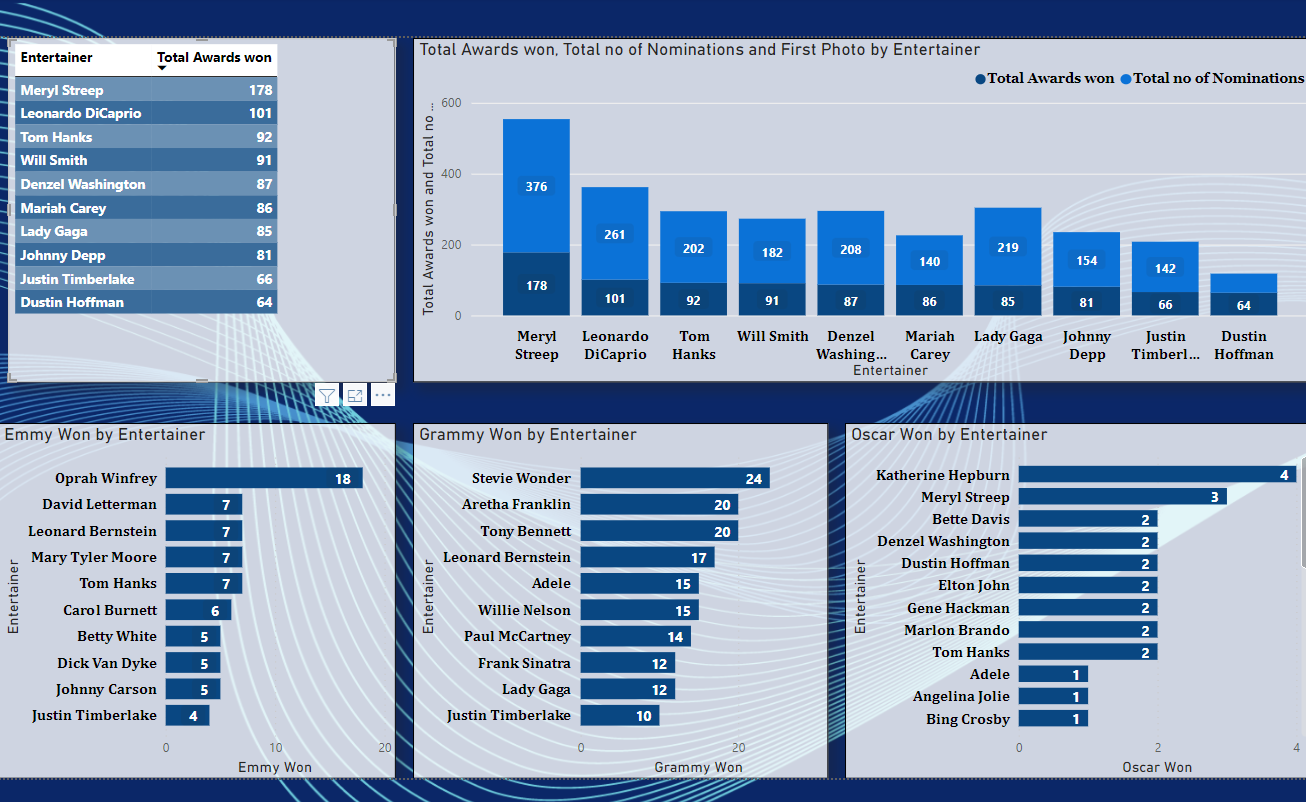 Entertainer Total Awards won
Meryl Streep 178
Leonardo DiCaprio 101
Tom Hanks 92
Will Smith 91
Denzel Washington 87
Mariah Carey 86
Lady Gaga 85
Johnny Depp 81
Justin Timberlake 66
Dustin Hoffman 64
Total Awards won, Total no of Nominations and First Photo by Entertainer
Total Awards won Total no of Nominations
Total Awards won and Total no ...
600
400
200
0
376 261 202 182 208 140 219 154 142
178 101 92 91 87 86 85 81 66 64
Meryl Streep
Leonardo DiCaprio
Tom Hanks
Will Smith
Denzel Washing...
Mariah Carey
Lady Gaga
Johnny Depp
Justin Timberl...
Dustin Hoffman
Entertainer
Emmy Won by Entertainer
Entertainer
Oprah Winfrey 18
David Letterman 7
Leonard Bernstein 7
Mary Tyler Moore 7
Tom Hanks 7
Carol Burnett 6
Betty White 5
Dick Van Dyke 5
Johnny Carson 5
Justin Timberlake 4
0 10 20
Emmy Won
Grammy Won by Entertainer
Entertainer
Stevie Wonder 24
Aretha Franklin 20
Tony Bennett 20
Leonard Bernstein 17
Adele 15
Willie Nelson 15
Paul McCartney 14
Frank Sinatra 12
Lady Gaga 12
Justin Timberlake 10
0 20
Grammy Won
Oscar Won by Entertainer
Entertainer
Katherine Hepburn 4
Meryl Streep 3
Bette Davis 2
Denzel Washington 2
Dustin Hoffman 2
Elton John 2
Gene Hackman 2
Marlon Brando 2
Tom Hanks 2
Adele 1
Angelina Jolie 1
Bing Crosby 1
0 2 4
Oscar Won